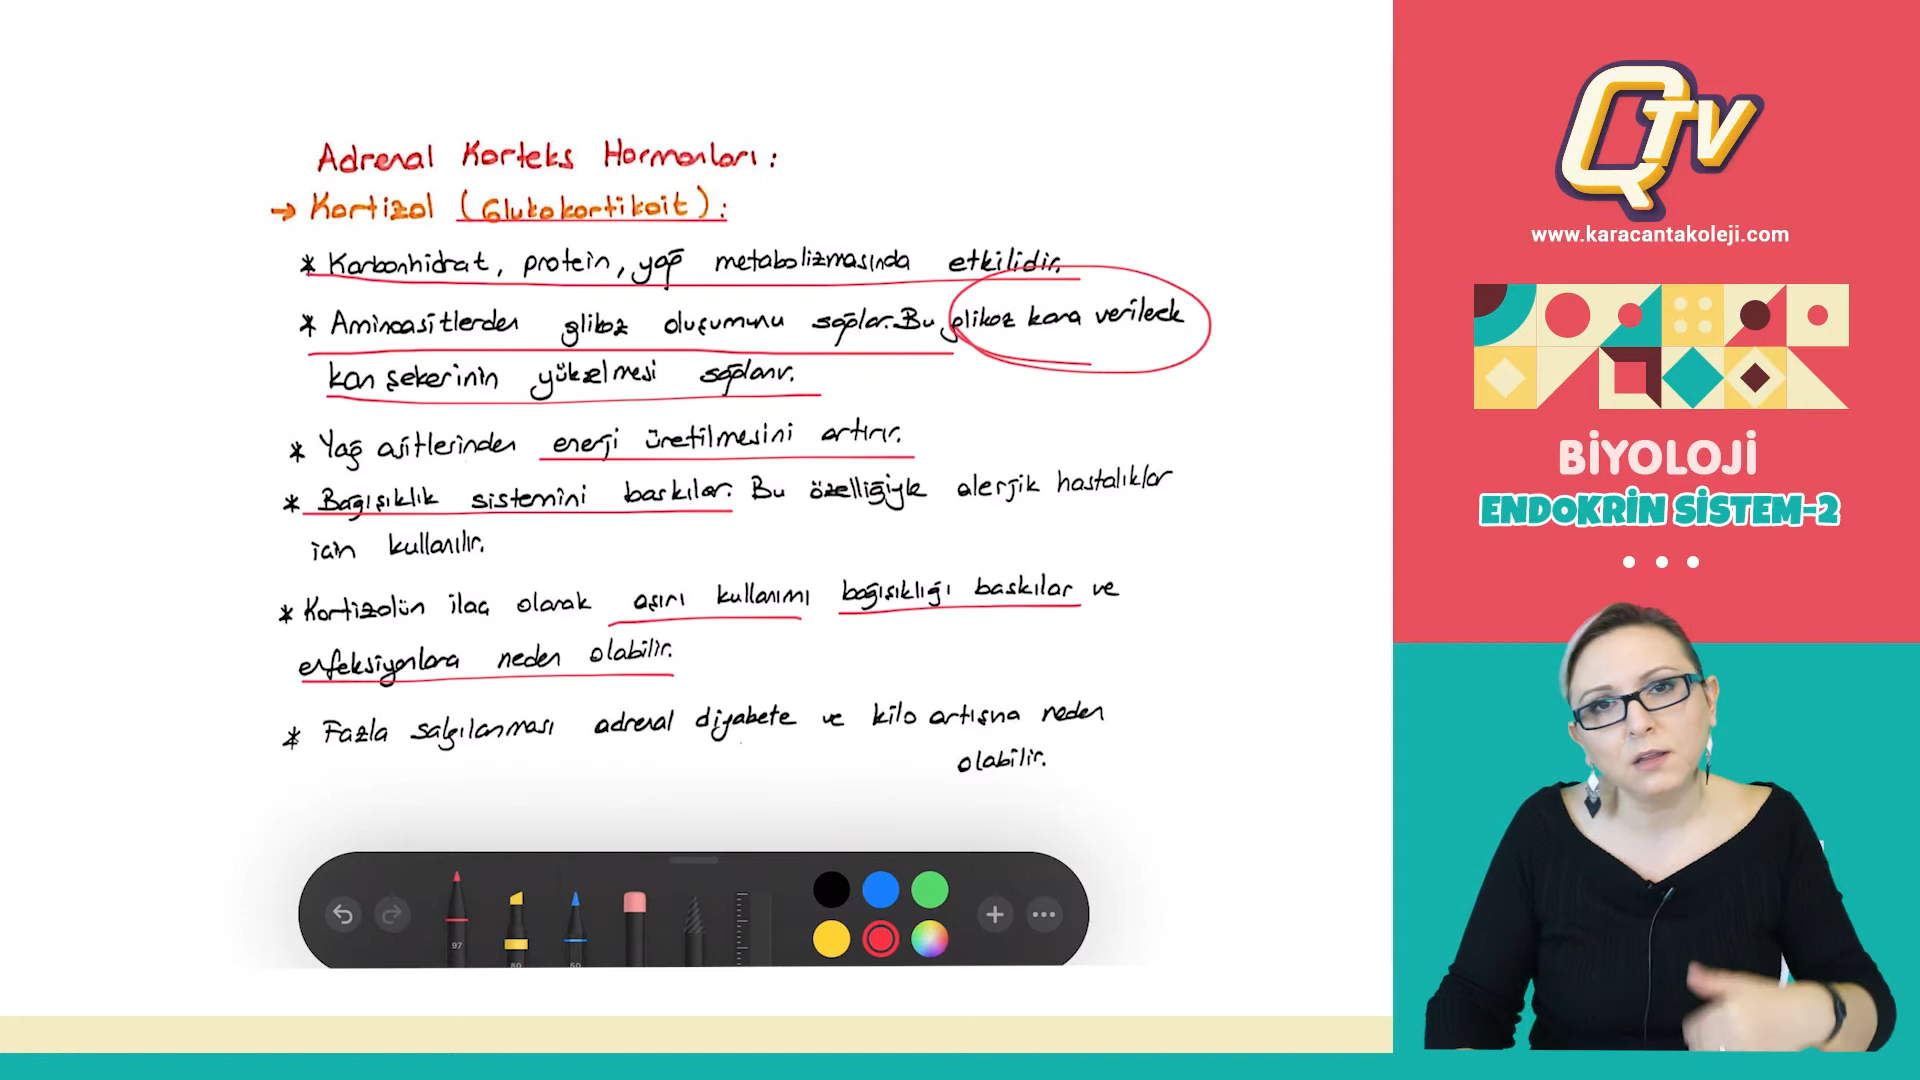 Adrenal Korteks Hormonları:
→ Kortizol (Glukokortikoit):
* Karbonhidrat, protein, yağ metabolizmasında etkilidir.
* Aminoasitlerden glikoz oluşumunu sağlar. Bu glikoz kana verilerek
kan şekerinin yükselmesi sağlanır.
* Yağ asitlerinden enerji üretilmesini artırır.
* Bağışıklık sistemini baskılar. Bu özelliğiyle alerjik hastalıklar
için kullanılır.
* Kortizolün ilaç olarak aşırı kullanımı bağışıklığı baskılar ve
enfeksiyonlara neden olabilir.
* Fazla salgılanması adrenal diyabete ve kilo artışına neden
olabilir.
97
80
50
QTV
www.karacantakoleji.com
BİYOLOJİ
ENDOKRİN SİSTEM-2